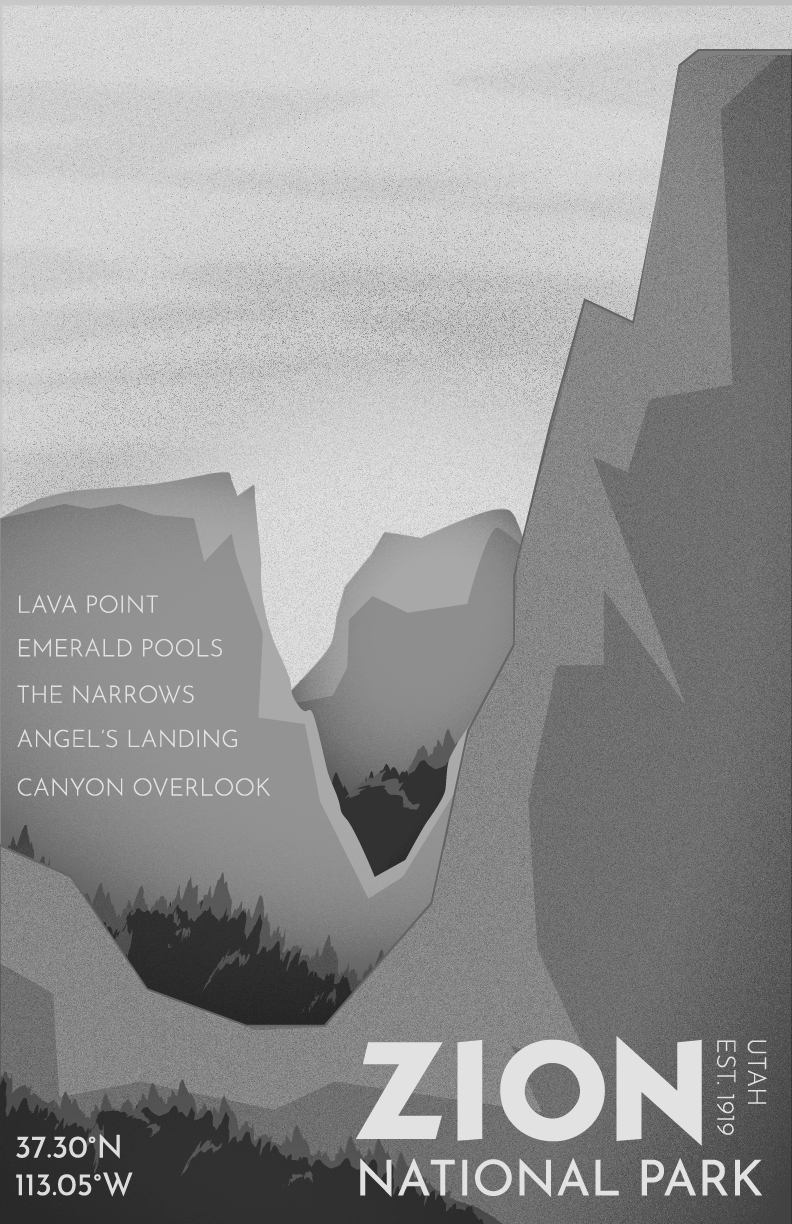 LAVA POINT
EMERALD POOLS
THE NARROWS
ANGEL'S LANDING
CANYON OVERLOOK
37.30°N
113.05°W
ZION
UTAH
EST. 1919
NATIONAL PARK